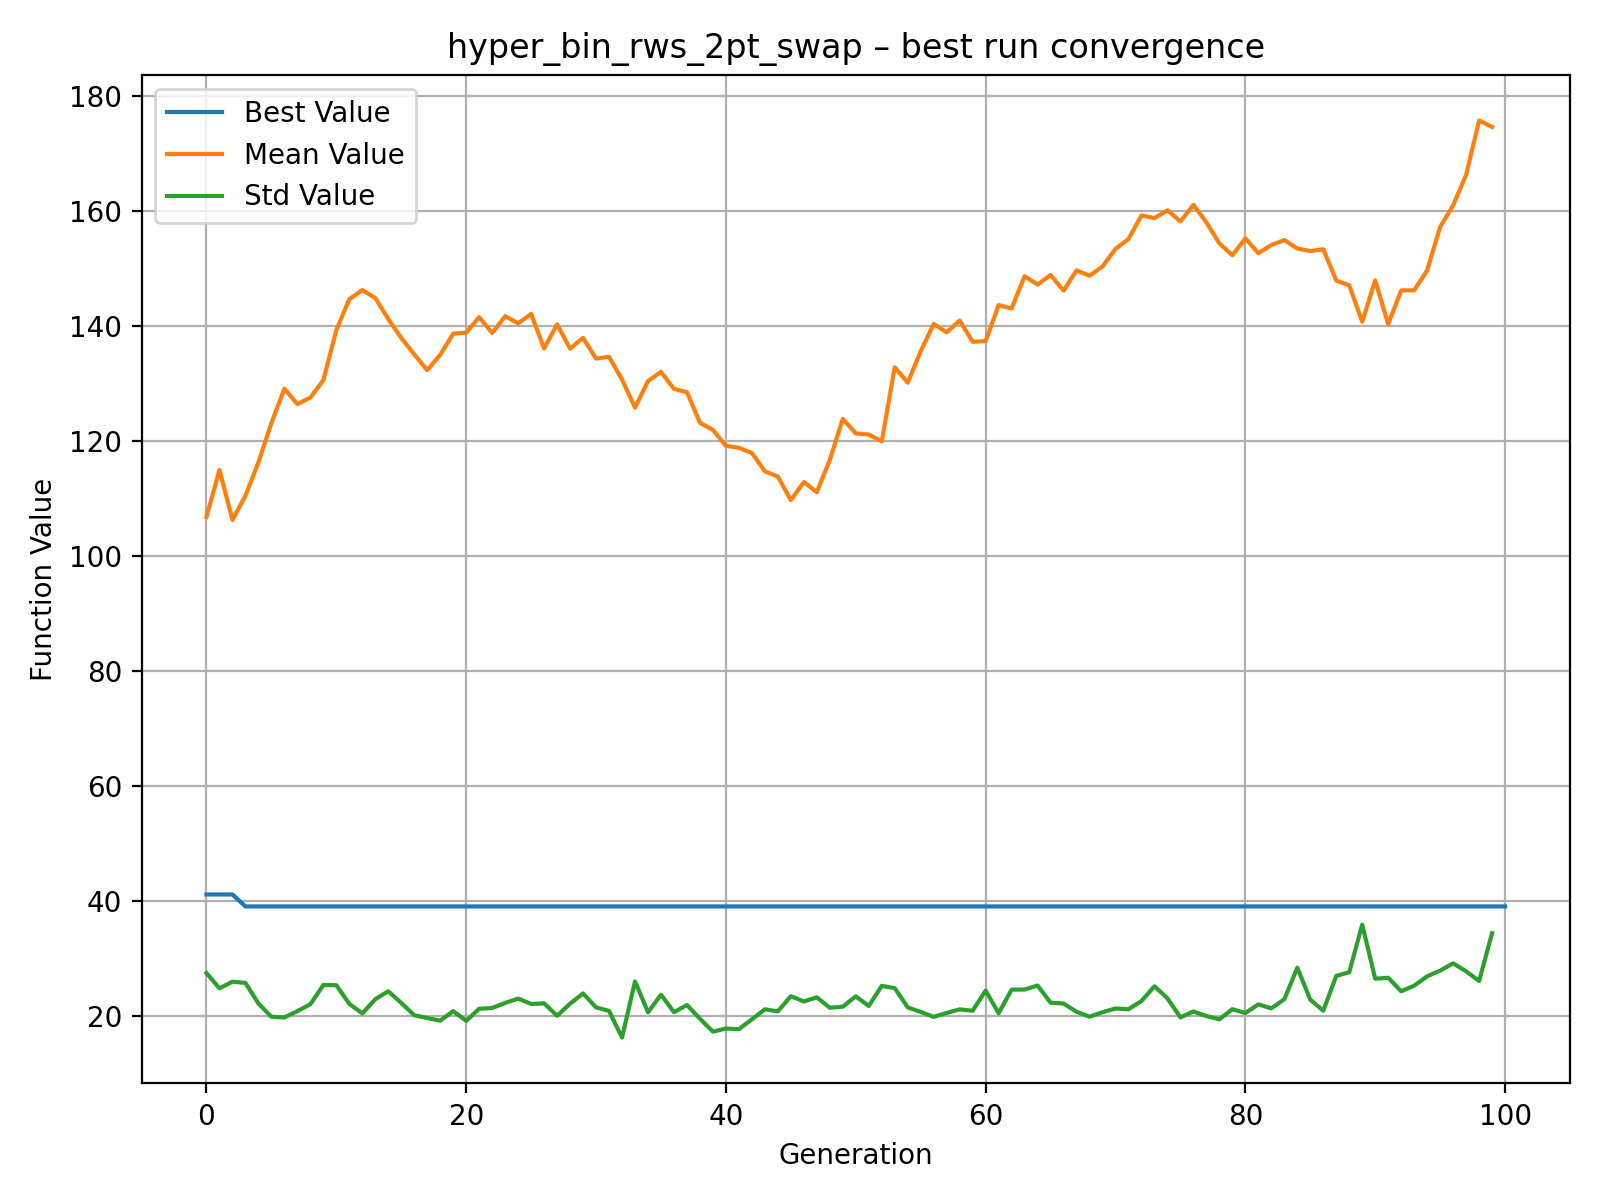 hyper_bin_rws_2pt_swap – best run convergence
Best Value
Mean Value
Std Value
Function Value
180
160
140
120
100
80
60
40
20
0 20 40 60 80 100
Generation